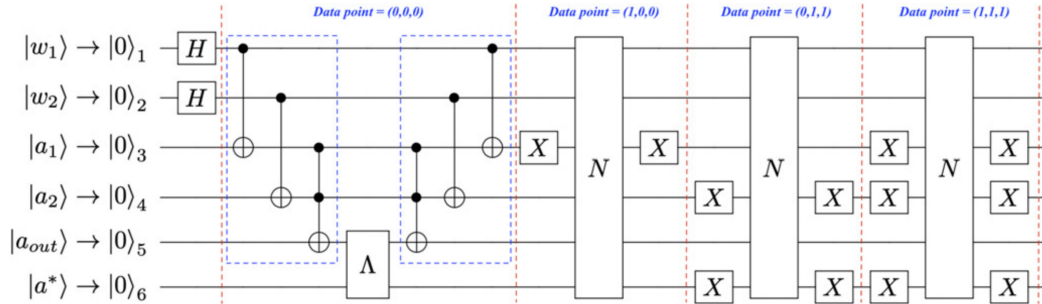 Data point = (0,0,0) Data point = (1,0,0) Data point = (0,1,1) Data point = (1,1,1)
|w₁⟩ → |0⟩₁ H
|w₂⟩ → |0⟩₂ H
|a₁⟩ → |0⟩₃ X X X X
N N N
|a₂⟩ → |0⟩₄ X X X X
|a_out⟩ → |0⟩₅
Λ
|a*⟩ → |0⟩₆ X X X X